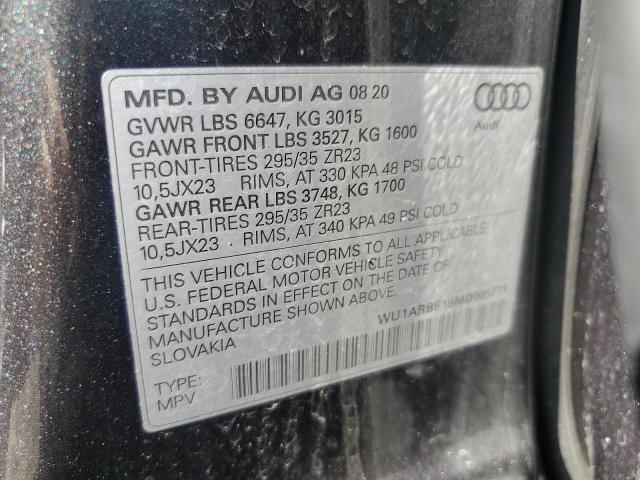 MFD. BY AUDI AG 08 20
Audi
GVWR LBS 6647, KG 3015
GAWR FRONT LBS 3527, KG 1600
FRONT-TIRES 295/35 ZR23
10,5JX23 RIMS, AT 330 KPA 48 PSI COLD
GAWR REAR LBS 3748, KG 1700
REAR-TIRES 295/35 ZR23
10,5JX23 RIMS, AT 340 KPA 49 PSI COLD
THIS VEHICLE CONFORMS TO ALL APPLICABLE
U.S. FEDERAL MOTOR VEHICLE SAFETY
STANDARDS IN EFFECT ON THE DATE OF
MANUFACTURE SHOWN ABOVE.
SLOVAKIA
TYPE:
MPV